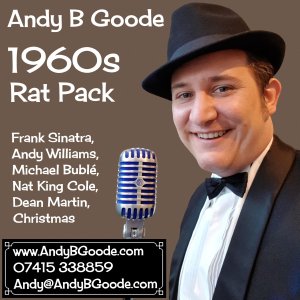 Andy B Goode
1960s
Rat Pack
Frank Sinatra,
Andy Williams,
Michael Bublé,
Nat King Cole,
Dean Martin,
Christmas
www.AndyBGoode.com
07415 338859
Andy@AndyBGoode.com